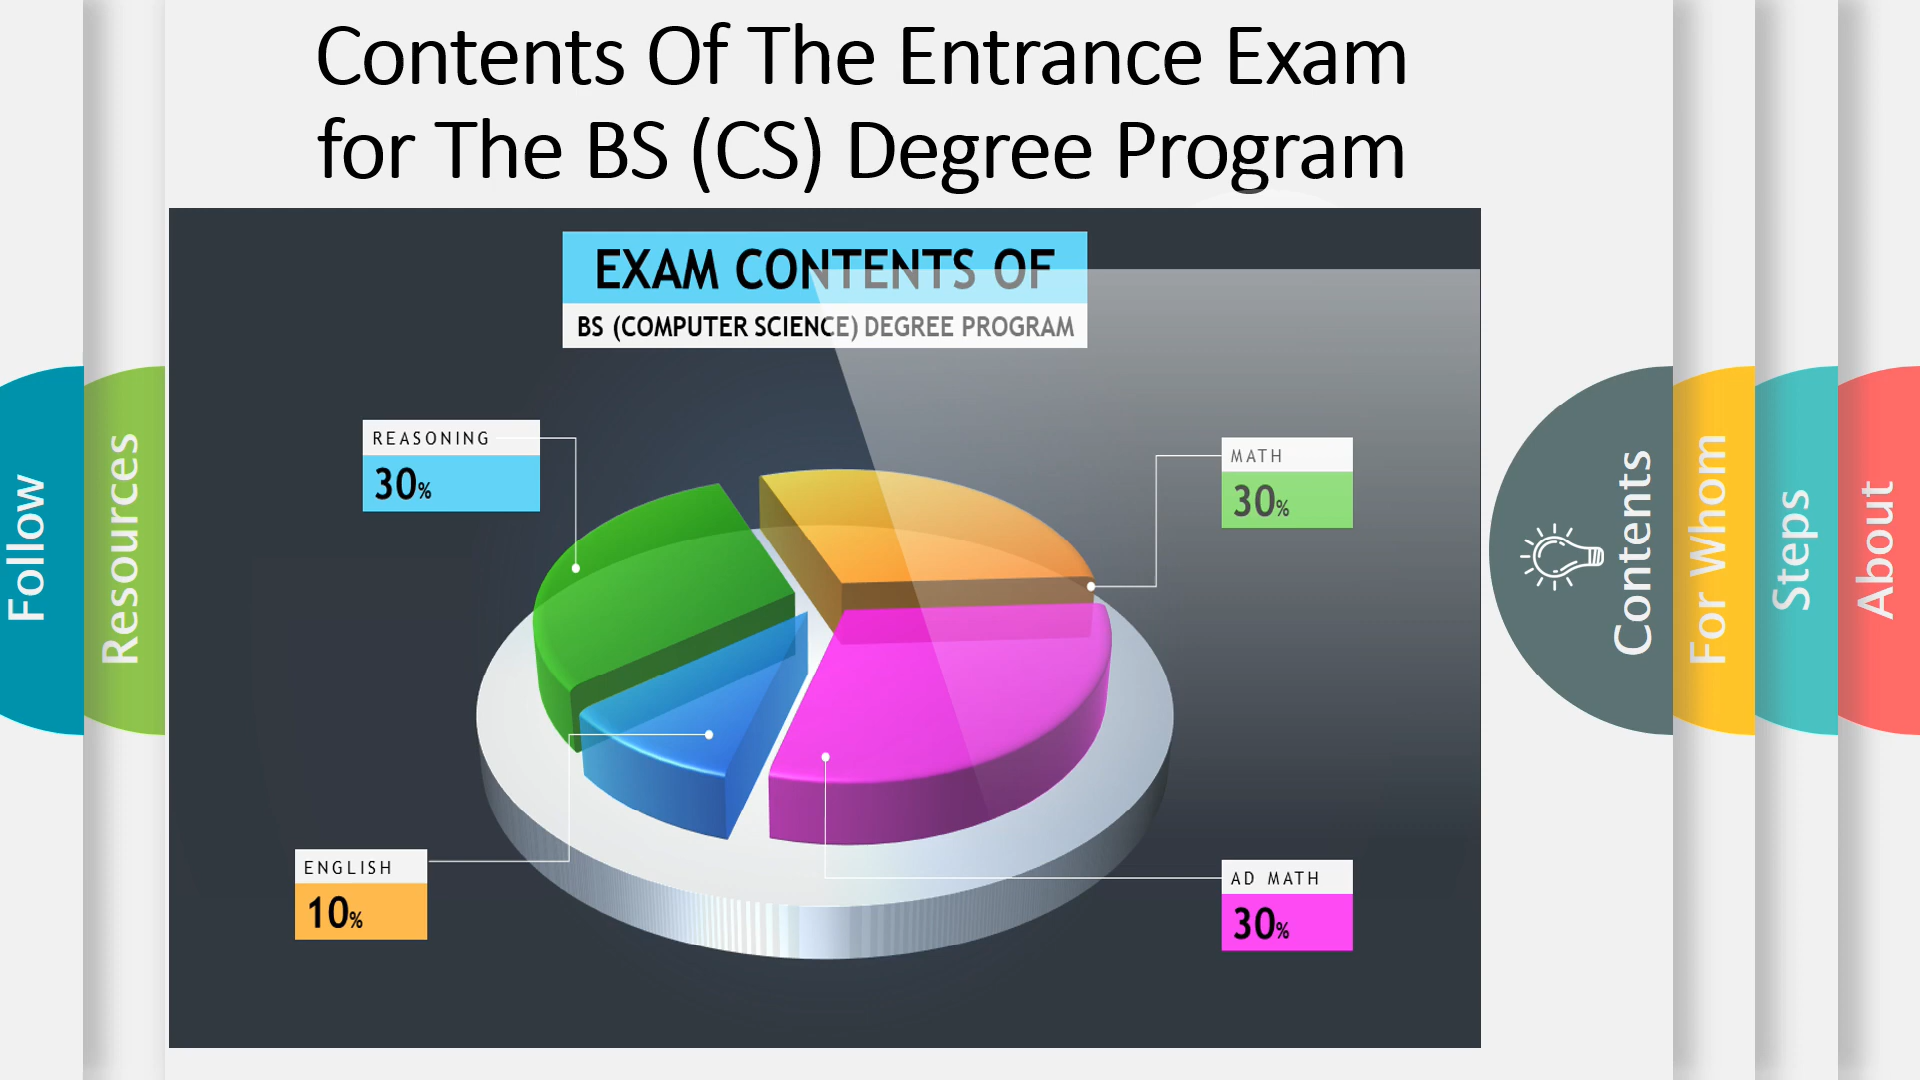 Contents Of The Entrance Exam
for The BS (CS) Degree Program
EXAM CONTENTS OF
BS (COMPUTER SCIENCE) DEGREE PROGRAM
REASONING
30%
MATH
30%
ENGLISH
10%
AD MATH
30%
Follow
Resources
Contents
For Whom
Steps
About